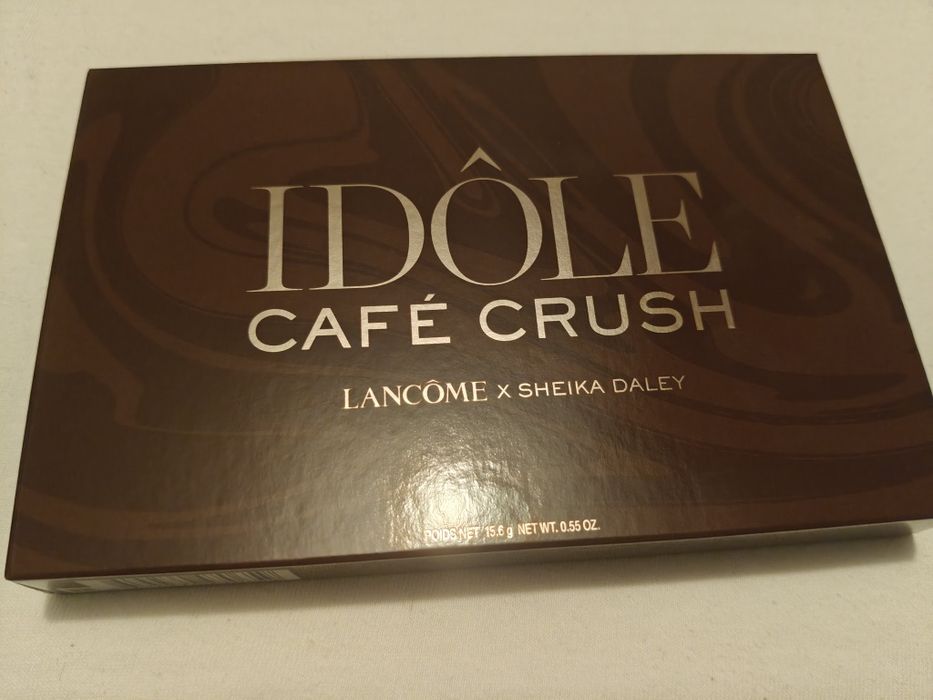 IDÔLE
CAFÉ CRUSH
LANCÔME X SHEIKA DALEY
POIDS NET 15.6 g NET WT. 0.55 OZ.